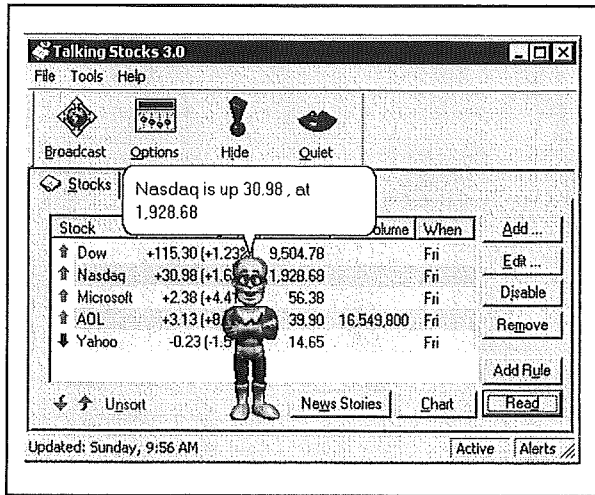 Talking Stocks 3.0
File Tools Help
Broadcast Options Hide Quiet
Stocks
Nasdaq is up 30.98 , at
1,928.68
Stock olume When
Dow +115.30 (+1.23 9,504.78 Fri
Nasdaq +30.98 (+1.6 1,928.68 Fri
Microsoft +2.38 (+4.41 56.38 Fri
AOL +3.13 (+8 39.90 16,549,800 Fri
Yahoo -0.23 (-1.5 14.65 Fri
Add ...
Edit ...
Disable
Remove
Add Rule
Unsort News Stories Chart Read
Updated: Sunday, 9:56 AM Active Alerts